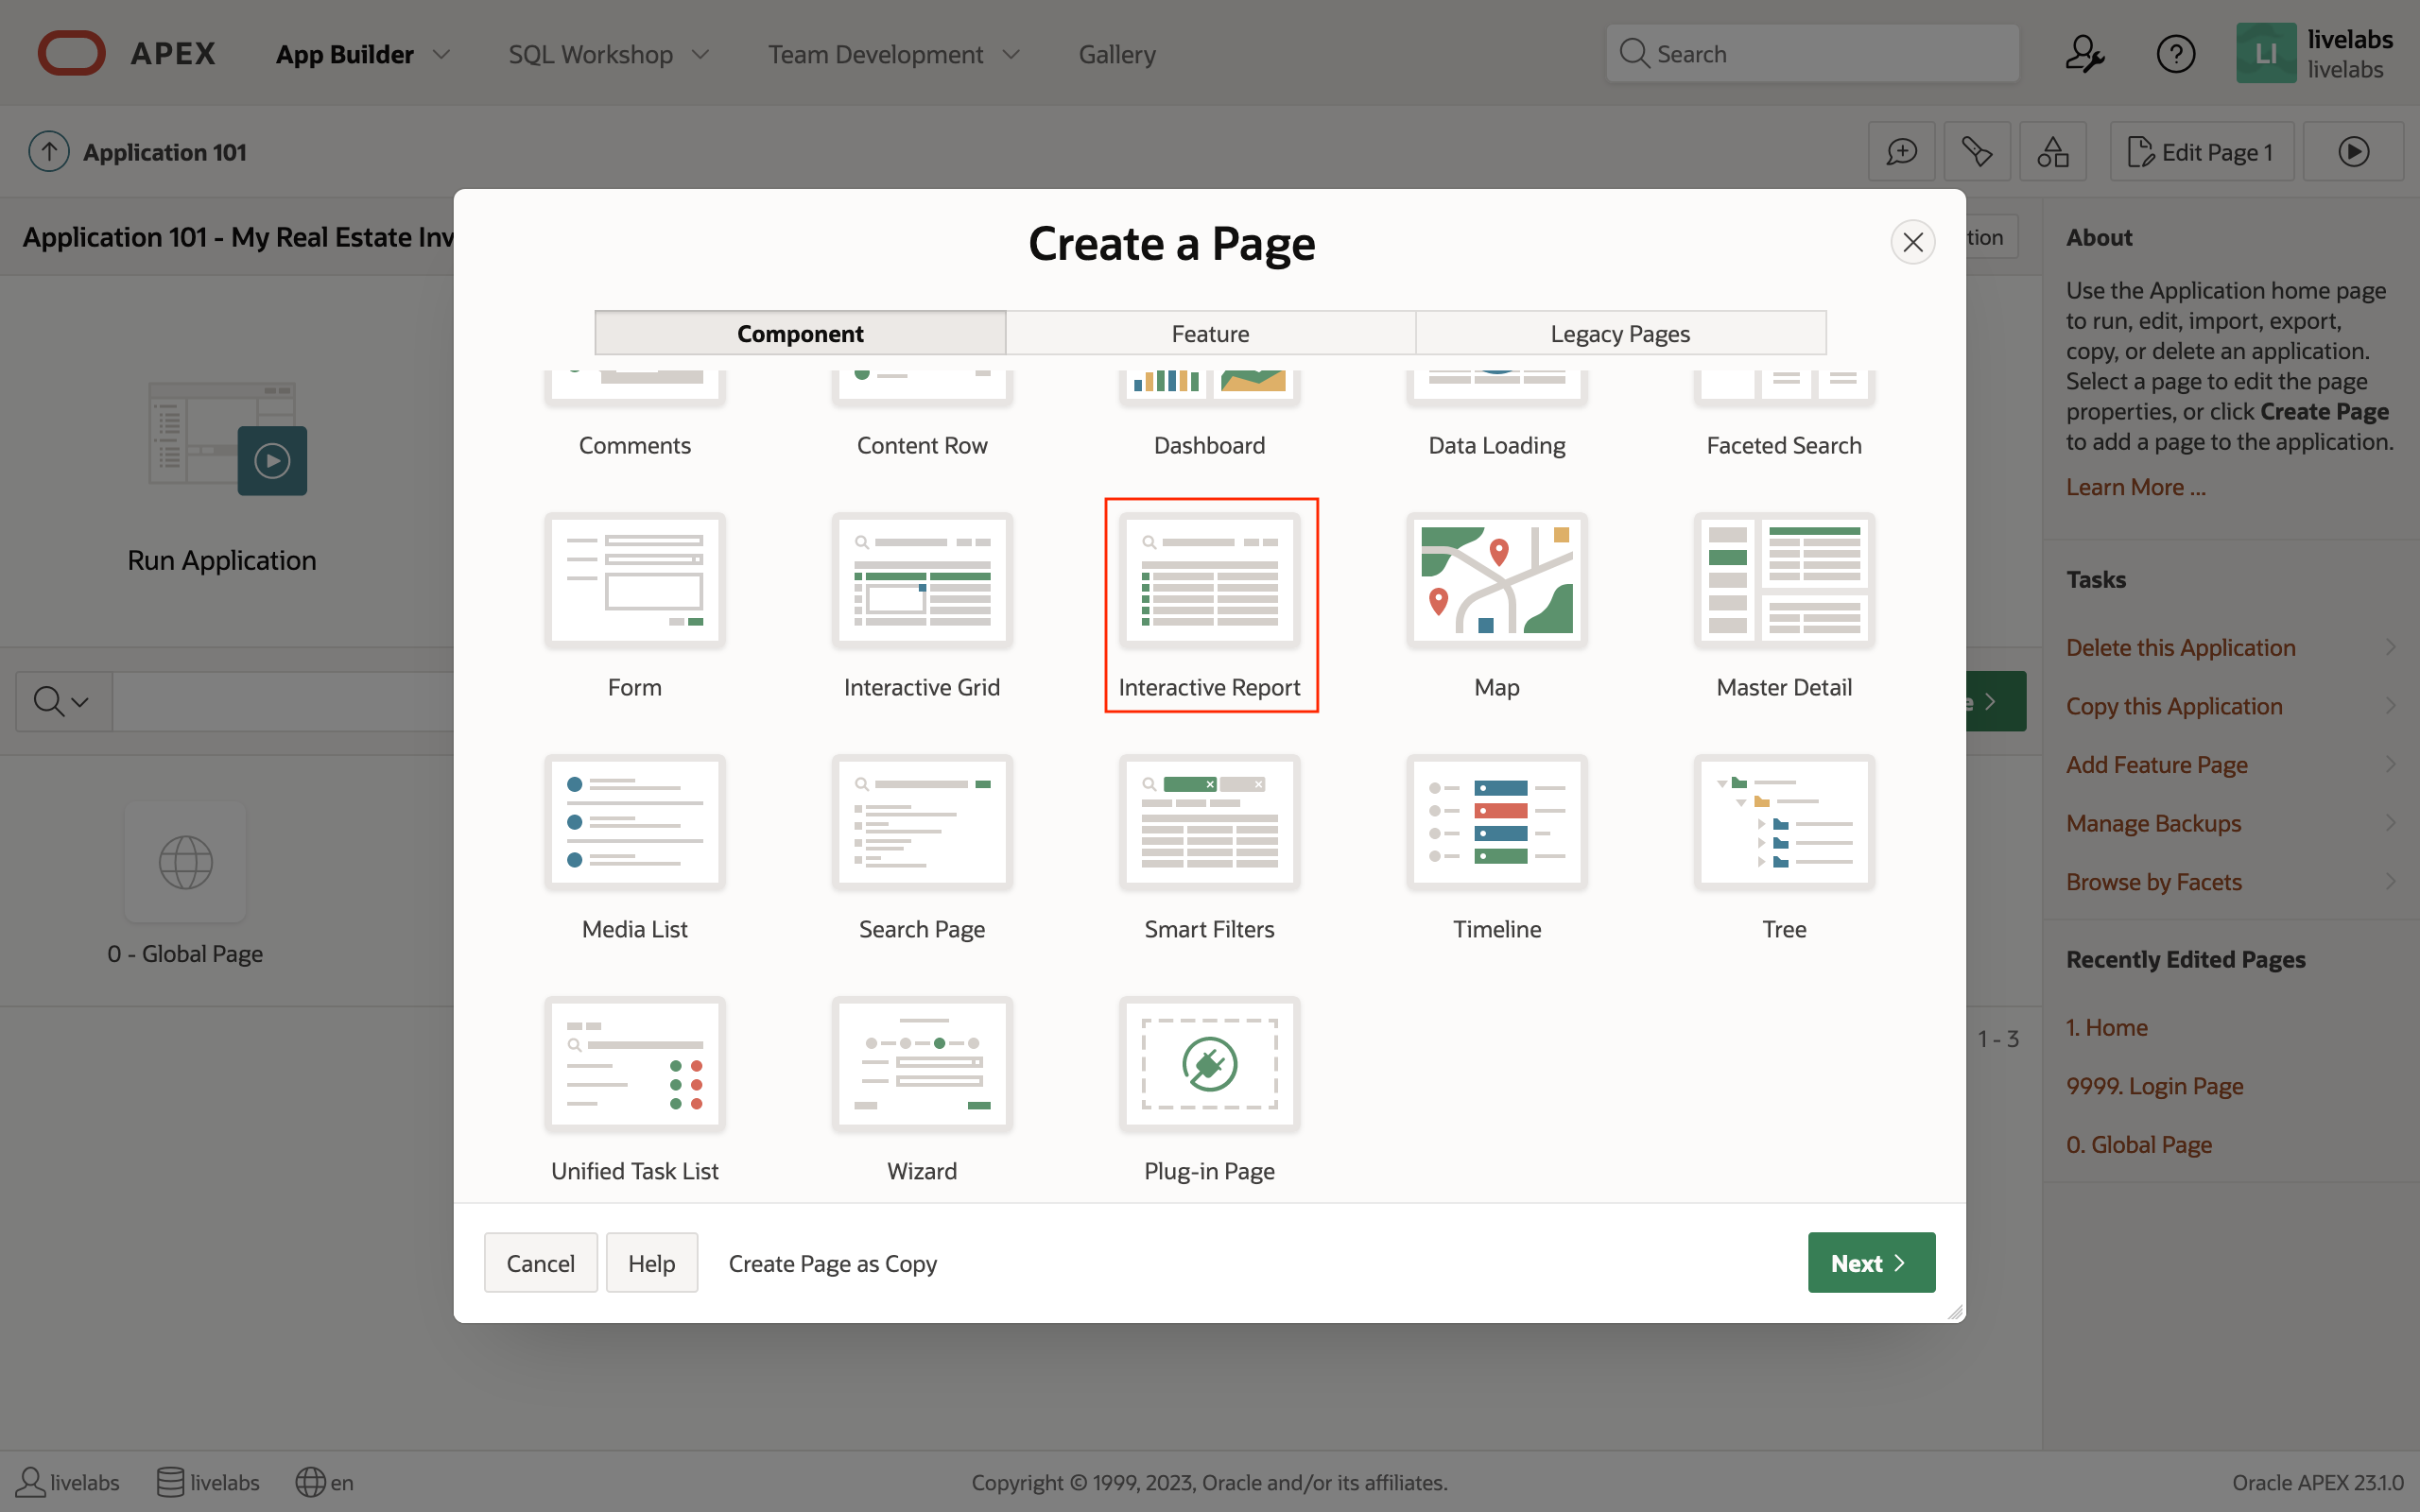 APEX
App Builder
SQL Workshop
Team Development
Gallery
Search
LI
livelabs
livelabs
Application 101
Edit Page 1
Application 101 - My Real Estate Inv
tion
Create a Page
Component
Feature
Legacy Pages
Comments
Content Row
Dashboard
Data Loading
Faceted Search
Form
Interactive Grid
Interactive Report
Map
Master Detail
Media List
Search Page
Smart Filters
Timeline
Tree
Unified Task List
Wizard
Plug-in Page
Cancel
Help
Create Page as Copy
Next
Run Application
0 - Global Page
e
1 - 3
About
Use the Application home page
to run, edit, import, export,
copy, or delete an application.
Select a page to edit the page
properties, or click Create Page
to add a page to the application.
Learn More ...
Tasks
Delete this Application
Copy this Application
Add Feature Page
Manage Backups
Browse by Facets
Recently Edited Pages
1. Home
9999. Login Page
0. Global Page
livelabs
livelabs
en
Copyright © 1999, 2023, Oracle and/or its affiliates.
Oracle APEX 23.1.0